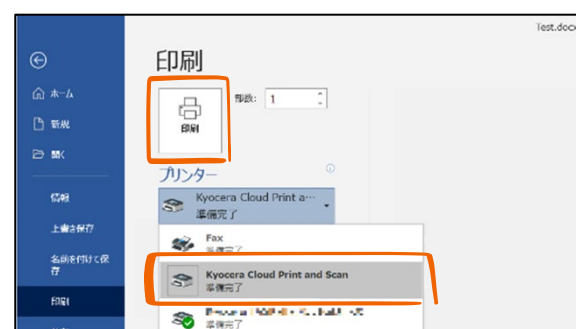 Test.docx
印刷
ホーム
新規
開く
情報
上書き保存
名前を付けて保
存
印刷
印刷
部数: 1
プリンター
Kyocera Cloud Print a…
準備完了
Fax
準備完了
Kyocera Cloud Print and Scan
準備完了
準備完了